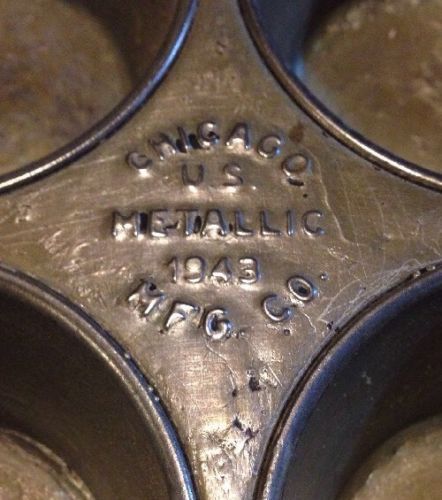 CHICAGO
U.S.
METALLIC
1943
MFG. CO.